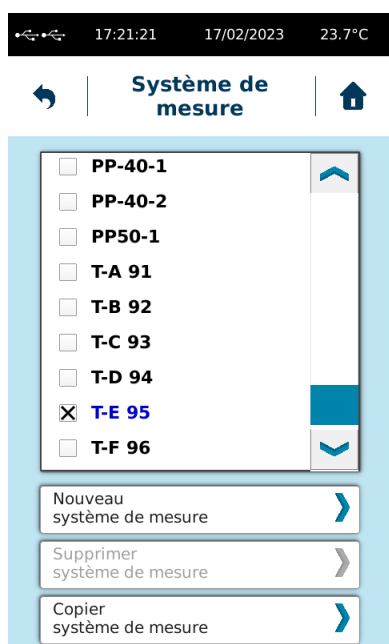 17:21:21 17/02/2023 23.7°C
Système de
mesure
PP-40-1
PP-40-2
PP50-1
T-A 91
T-B 92
T-C 93
T-D 94
T-E 95
T-F 96
Nouveau
système de mesure
Supprimer
système de mesure
Copier
système de mesure